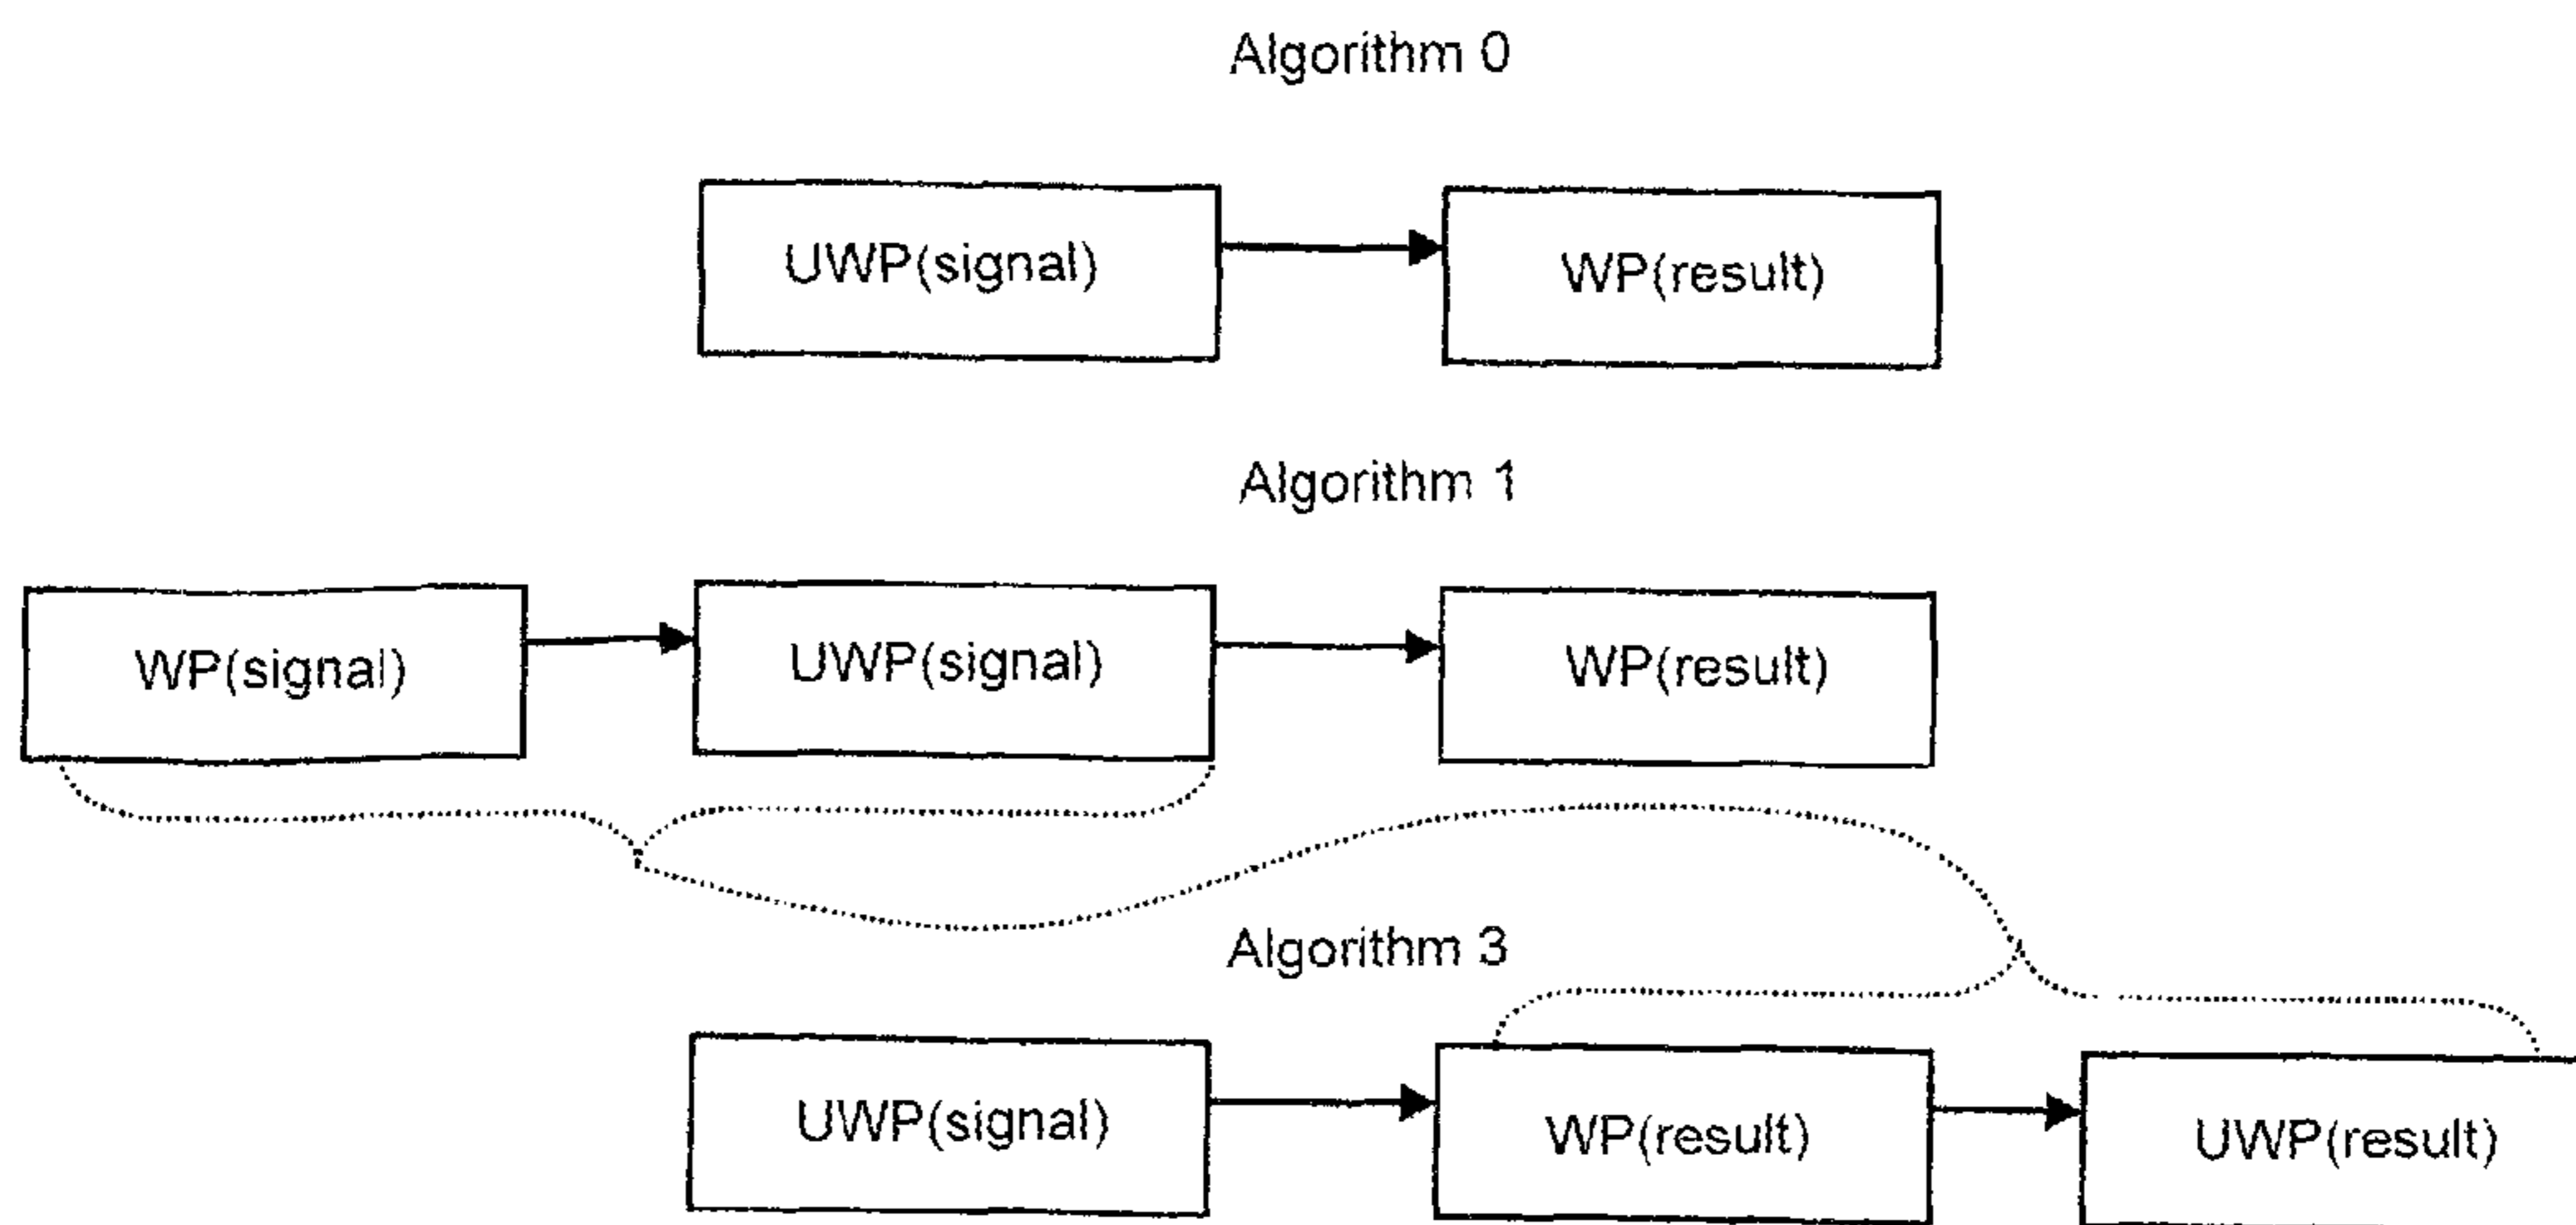 Algorithm 0
UWP(signal)
WP(result)
Algorithm 1
WP(signal)
UWP(signal)
WP(result)
Algorithm 3
UWP(signal)
WP(result)
UWP(result)